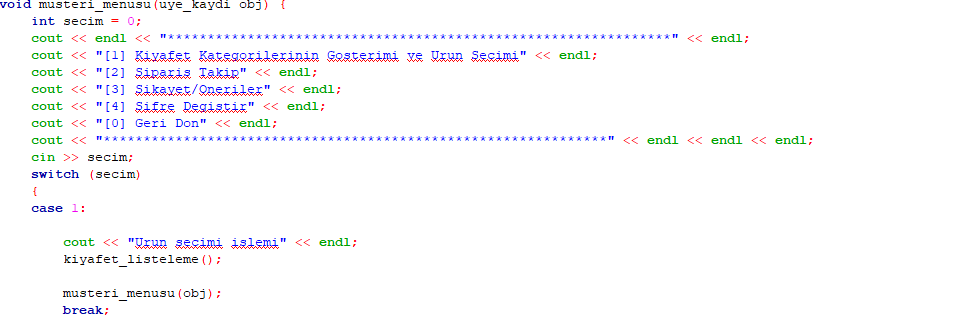 void musteri_menusu(uye_kaydi obj) {
int secim = 0;
cout << endl << "***************************************************************" << endl;
cout << "[1] Kiyafet Kategorilerinin Gosterimi ve Urun Secimi" << endl;
cout << "[2] Siparis Takip" << endl;
cout << "[3] Sikayet/Oneriler" << endl;
cout << "[4] Sifre Degistir" << endl;
cout << "[0] Geri Don" << endl;
cout << "***************************************************************" << endl << endl << endl;
cin >> secim;
switch (secim)
{
case 1:
cout << "Urun secimi islemi" << endl;
kiyafet_listeleme();
musteri_menusu(obj);
break;